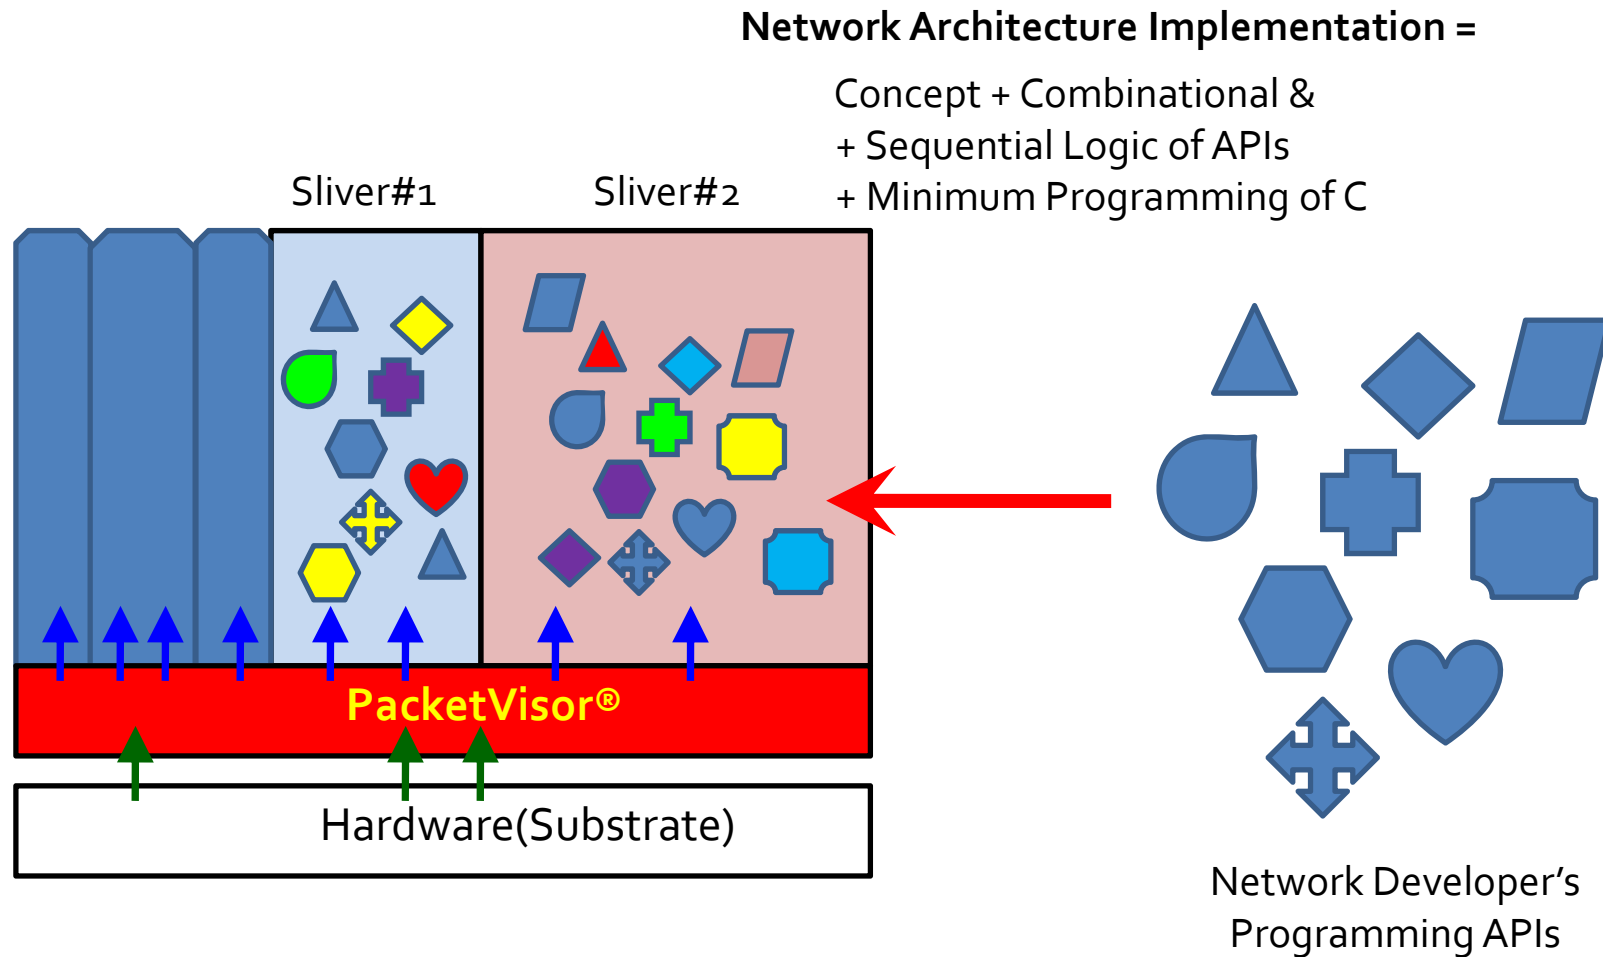 Network Architecture Implementation =
Concept + Combinational &
+ Sequential Logic of APIs
+ Minimum Programming of C
Sliver#1
Sliver#2
PacketVisor®
Hardware(Substrate)
Network Developer’s
Programming APIs